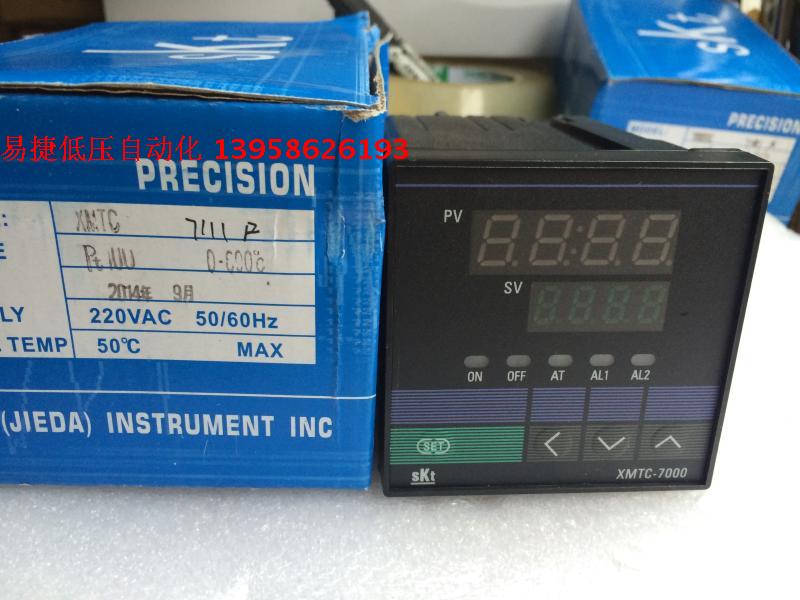 sKt
sKt
易捷低压自动化 13958626193
PRECISION
PRECISION
MODEL
XMTC 7111 P
0-600℃
2014年 9月
LY 220VAC 50/60Hz
TEMP 50℃ MAX
(JIEDA) INSTRUMENT INC
PV
SV
ON OFF AT AL1 AL2
SET
sKt
XMTC-7000